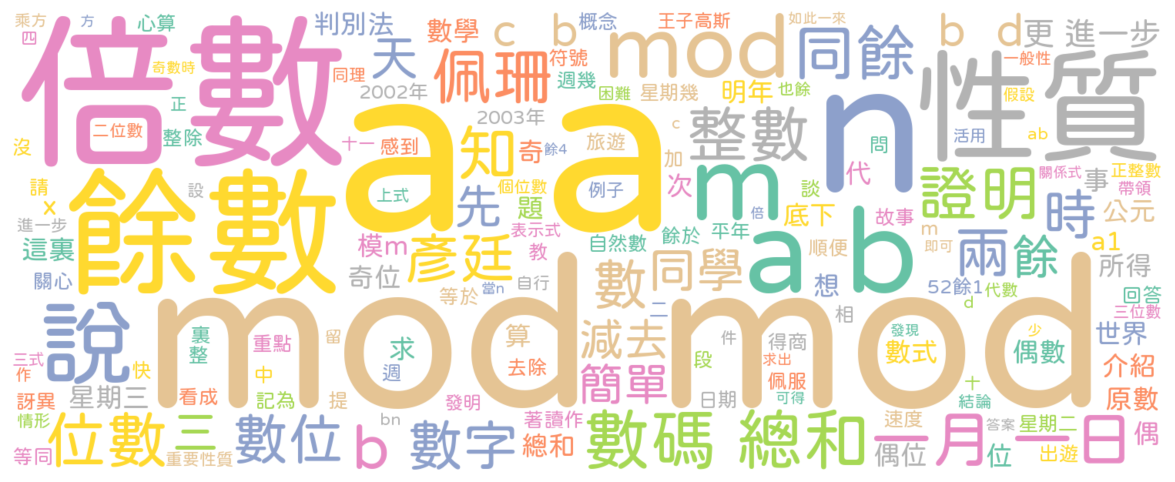 乘方
四
心算
判別法
數學
c b
概念
王子高斯
如此一來
b d
更 進一步
倍數
奇數時
同理
天
佩珊
符號
mod
同餘
一般性
性質
2002年
週幾
困難
星期幾
明年
也餘
假設
正
二位數
整除
2003年
a a
n
沒
十一
感到
知
奇
餘4
旅遊
c
加
整數
問
活用
ab
請
設
餘數
上式
先
個位數
題
例子
次
m
代
談
證明
關係式
正整數
事
帶領
x
進一步
底下
故事
時
公元
這裏
模m
彥廷
表示式
教
自然數
餘於
平年
倍
a b
順便
m
即可
兩
餘
a1
所得
關心
奇位
等於
當n
自行
數
同學
想
52餘1
代數
回答
說
mod mod
二
相
d
三位數
三式
作
快
裏
整
重點
中
留
求
週
算
去除
減去
件
段
得商
求出
發現
數式
少
偶數
世界
介紹
訝異
星期三
看成
記為
提
發明
簡單
日期
佩服
可得
十
結論
原數
情形
等同
位數
三
重要性質
數位
b
bn
數字
著讀作
總和
數碼 總和
速度
偶位
一月一日
答案
位
星期二
出遊
偶
方